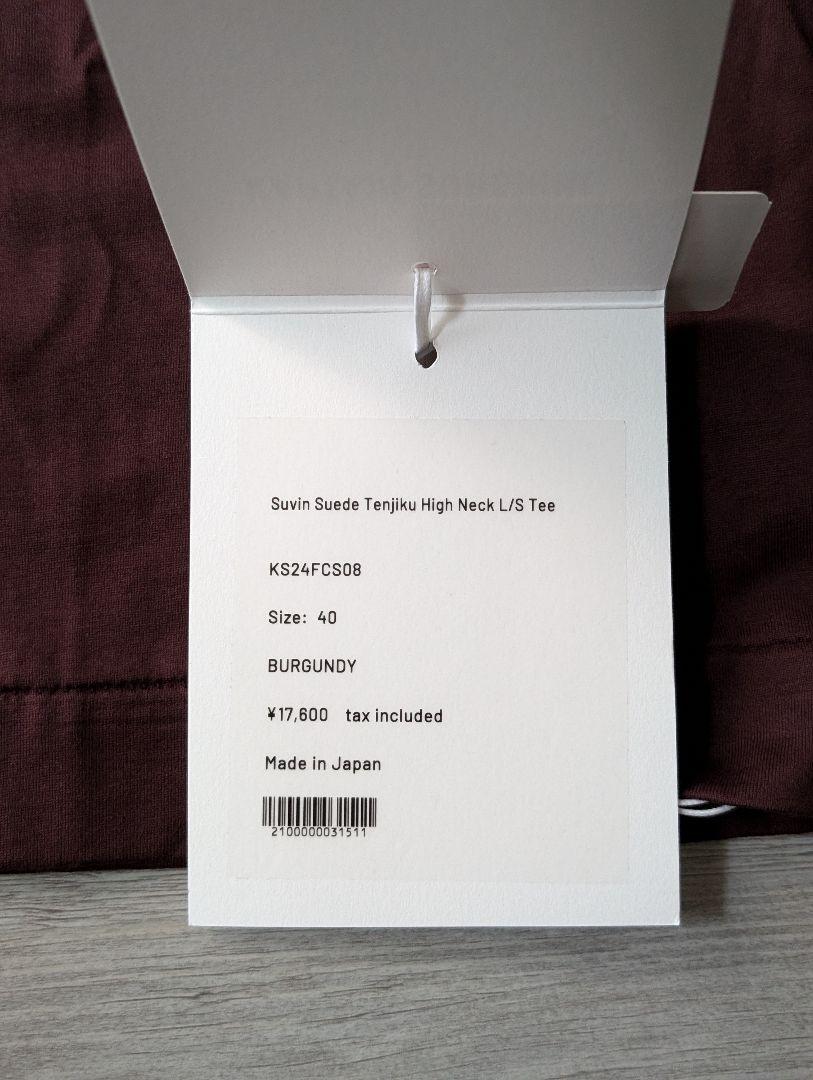 Suvin Suede Tenjiku High Neck L/S Tee
KS24FCS08
Size: 40
BURGUNDY
¥17,600 tax included
Made in Japan
2100000031511